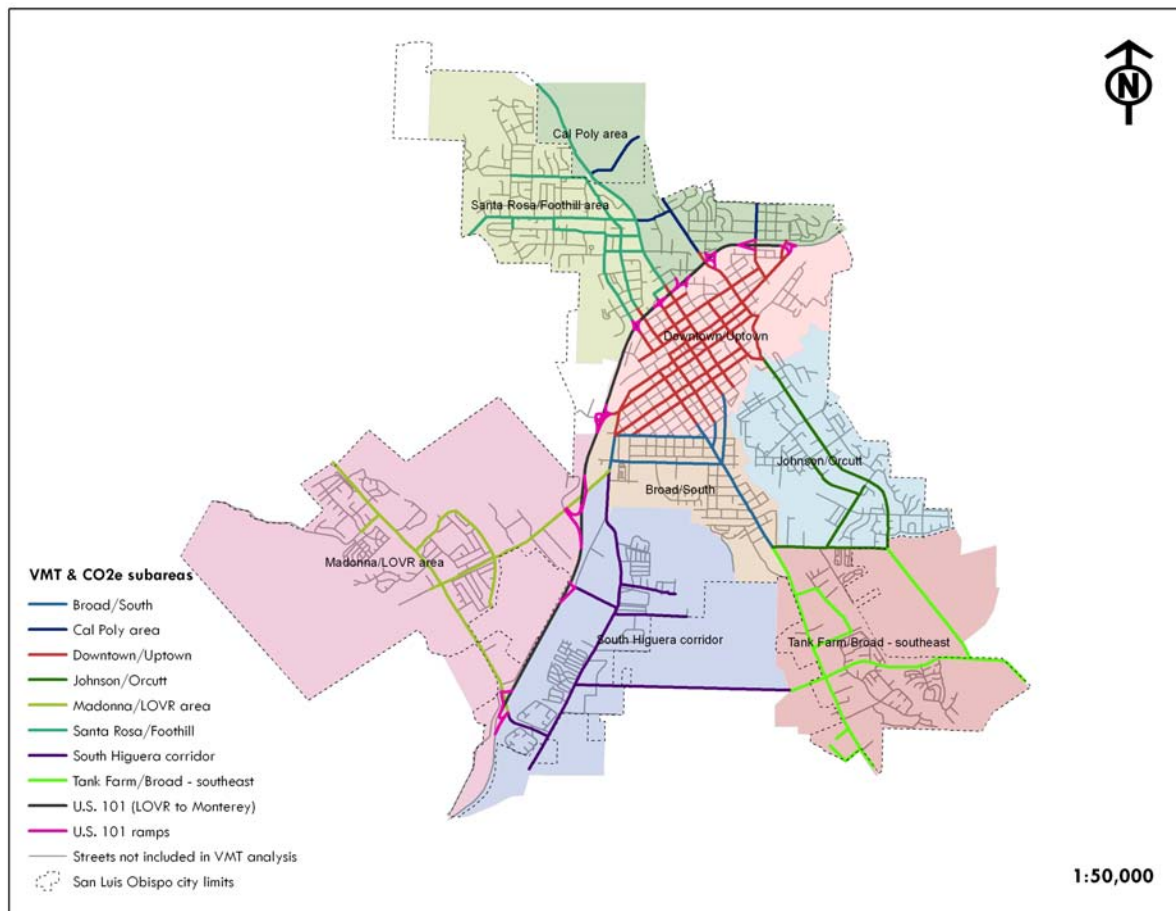 N
Cal Poly area
Santa Rosa/Foothill area
Downtown/Uptown
Johnson/Orcutt
Broad/South
Madonna/LOVR area
South Higuera corridor
Tank Farm/Broad - southeast
VMT & CO2e subareas
Broad/South
Cal Poly area
Downtown/Uptown
Johnson/Orcutt
Madonna/LOVR area
Santa Rosa/Foothill
South Higuera corridor
Tank Farm/Broad - southeast
U.S. 101 (LOVR to Monterey)
U.S. 101 ramps
Streets not included in VMT analysis
San Luis Obispo city limits
1:50,000